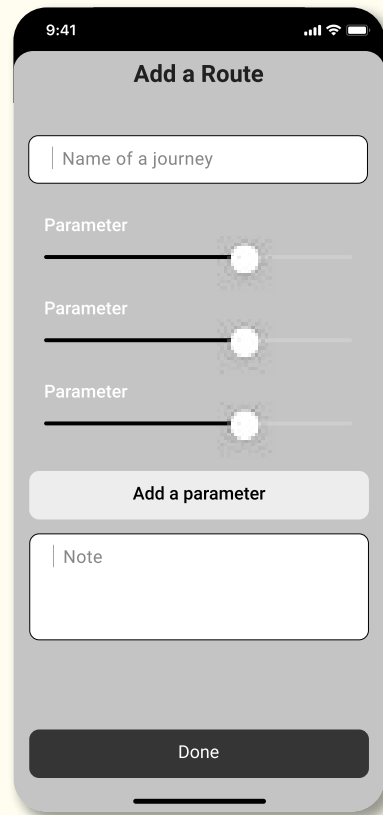 9:41
Add a Route
Name of a journey
Parameter
Parameter
Parameter
Add a parameter
Note
Done